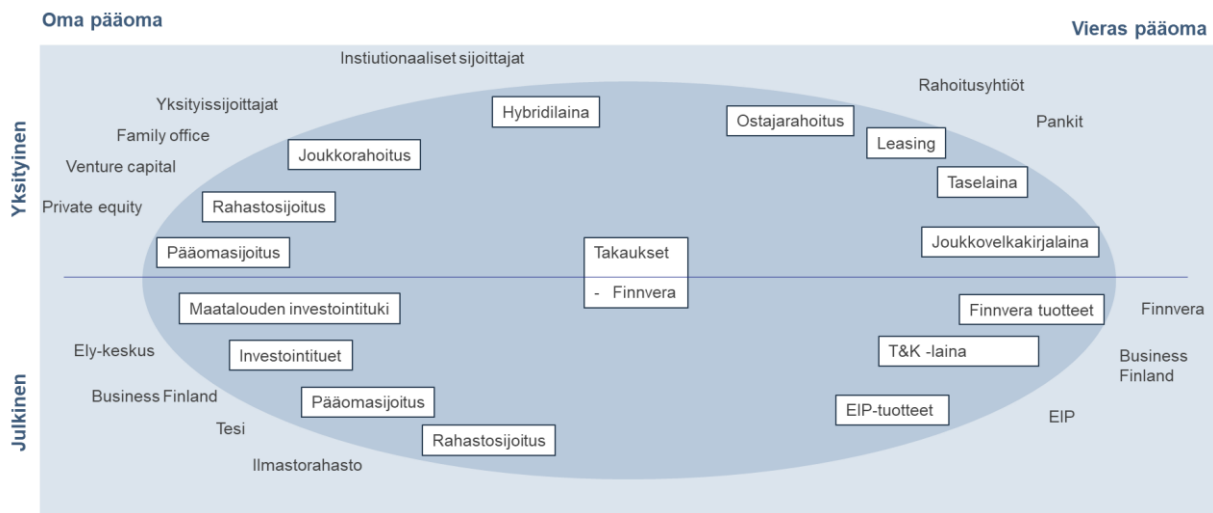 Oma pääoma
Vieras pääoma
Instiutionaaliset sijoittajat
Rahoitusyhtiöt
Yksityissijoittajat
Hybridilaina
Ostajarahoitus
Pankit
Family office
Leasing
Joukkorahoitus
Venture capital
Taselaina
Yksityinen
Private equity
Rahastosijoitus
Pääomasijoitus
Takaukset
Joukkovelkakirjalaina
- Finnvera
Maatalouden investointituki
Finnvera tuotteet
Finnvera
Ely-keskus
Investointituet
T&K -laina
Business
Finland
Julkinen
Business Finland
Pääomasijoitus
EIP-tuotteet
EIP
Tesi
Rahastosijoitus
Ilmastorahasto